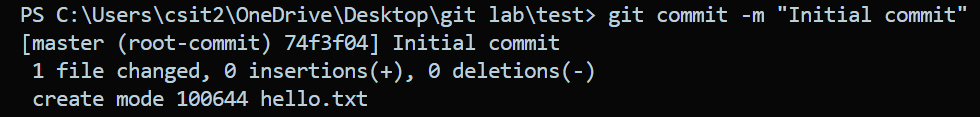 PS C:\Users\csit2\OneDrive\Desktop\git lab\test> git commit -m "Initial commit"
[master (root-commit) 74f3f04] Initial commit
 1 file changed, 0 insertions(+), 0 deletions(-)
 create mode 100644 hello.txt